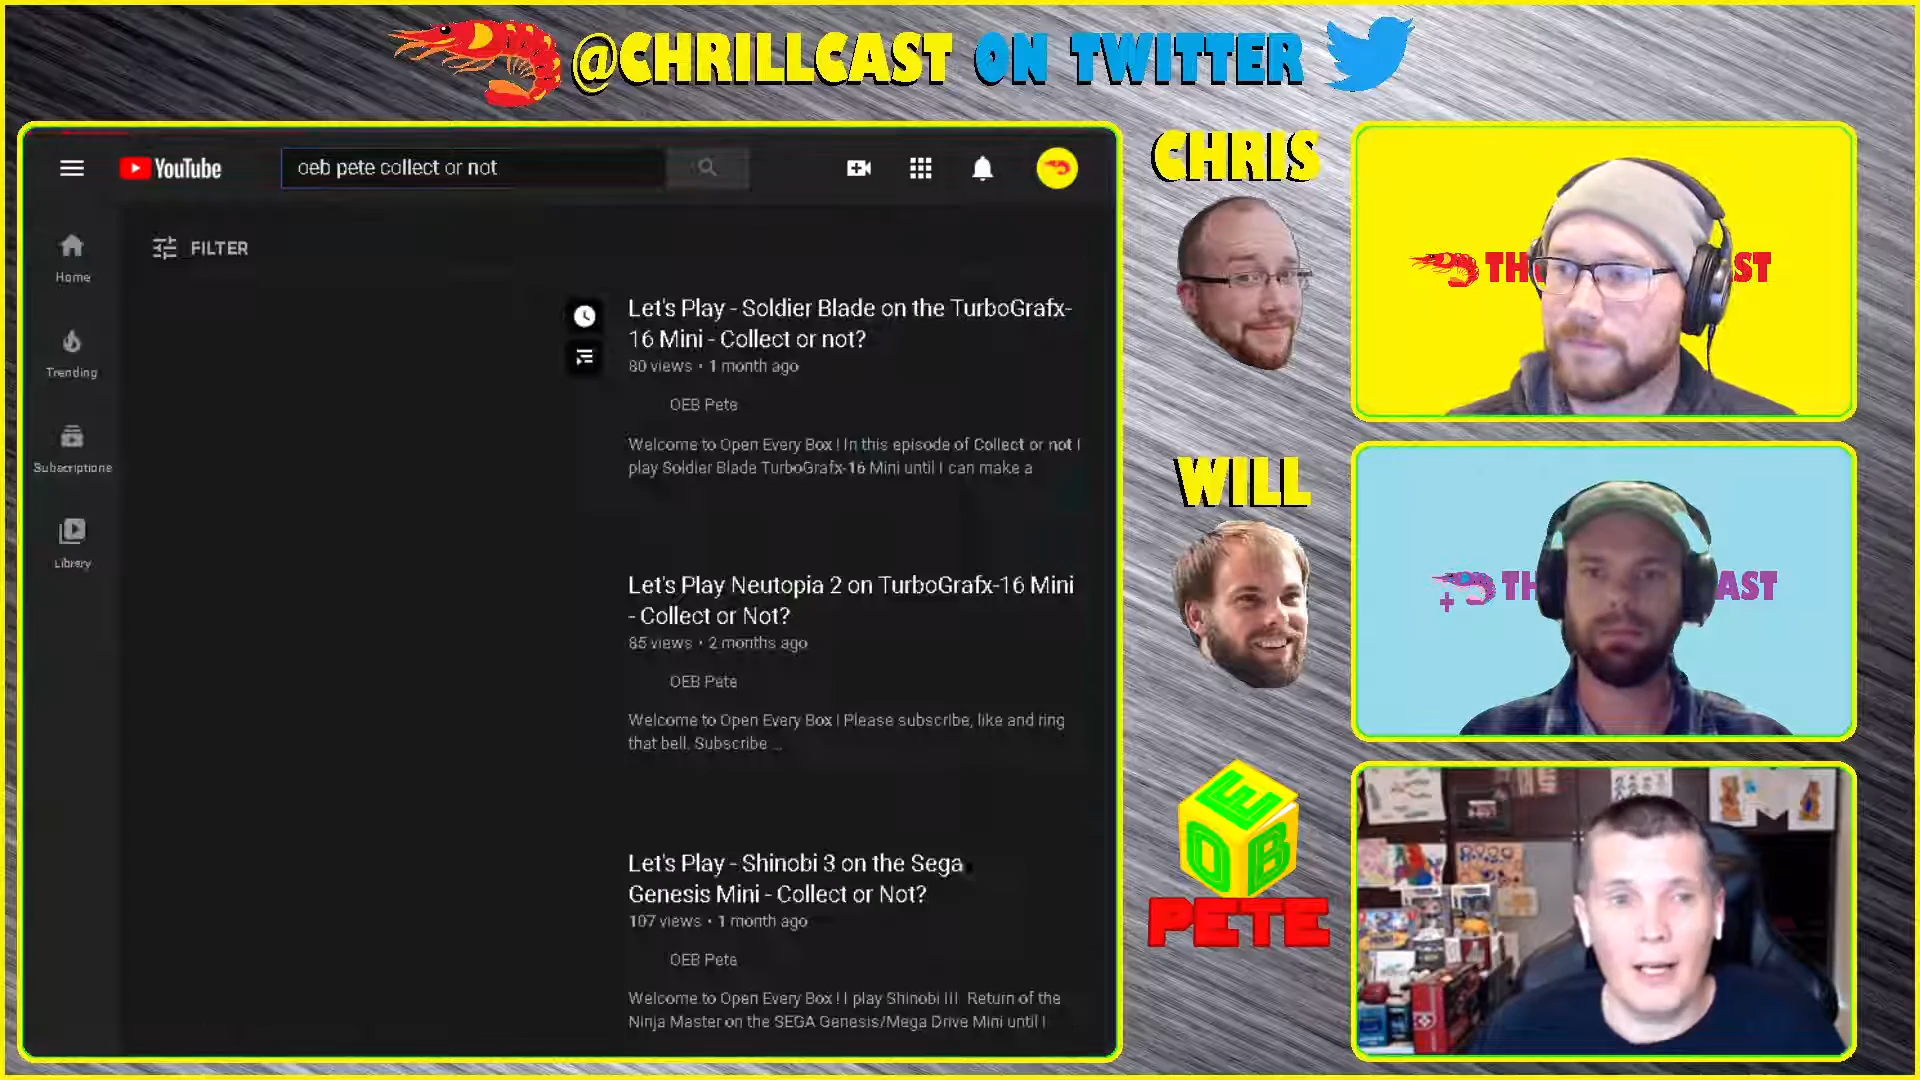 @CHRILLCAST ON TWITTER
YouTube
oeb pete collect or not
Home
Trending
Subscriptions
Library
FILTER
Let's Play - Soldier Blade on the TurboGrafx-
16 Mini - Collect or not?
80 views • 1 month ago
OEB Pete
Welcome to Open Every Box ! In this episode of Collect or not I
play Soldier Blade TurboGrafx-16 Mini until I can make a
Let's Play Neutopia 2 on TurboGrafx-16 Mini
- Collect or Not?
85 views • 2 months ago
OEB Pete
Welcome to Open Every Box ! Please subscribe, like and ring
that bell. Subscribe ...
Let's Play - Shinobi 3 on the Sega
Genesis Mini - Collect or Not?
107 views • 1 month ago
OEB Pete
Welcome to Open Every Box ! I play Shinobi III Return of the
Ninja Master on the SEGA Genesis/Mega Drive Mini until I
CHRIS
TH ST
WILL
TH AST
OEB
PETE